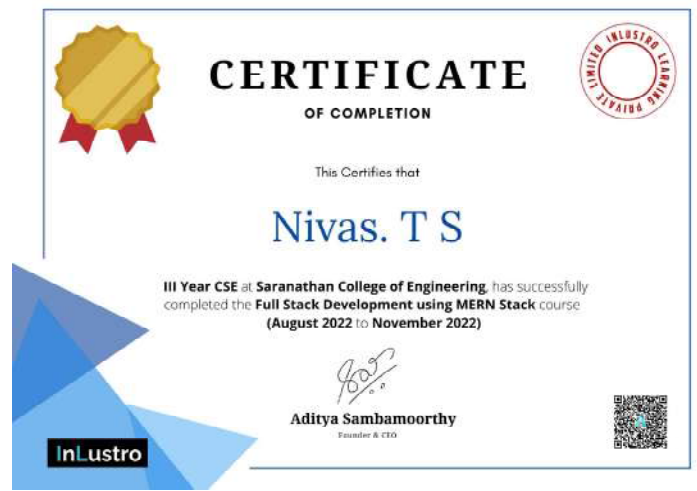 CERTIFICATE
OF COMPLETION
INLUSTRO LEARNING PRIVATE LIMITED
This Certifies that
Nivas. T S
III Year CSE at Saranathan College of Engineering, has successfully
completed the Full Stack Development using MERN Stack course
(August 2022 to November 2022)
Aditya Sambamoorthy
Founder & CEO
InLustro